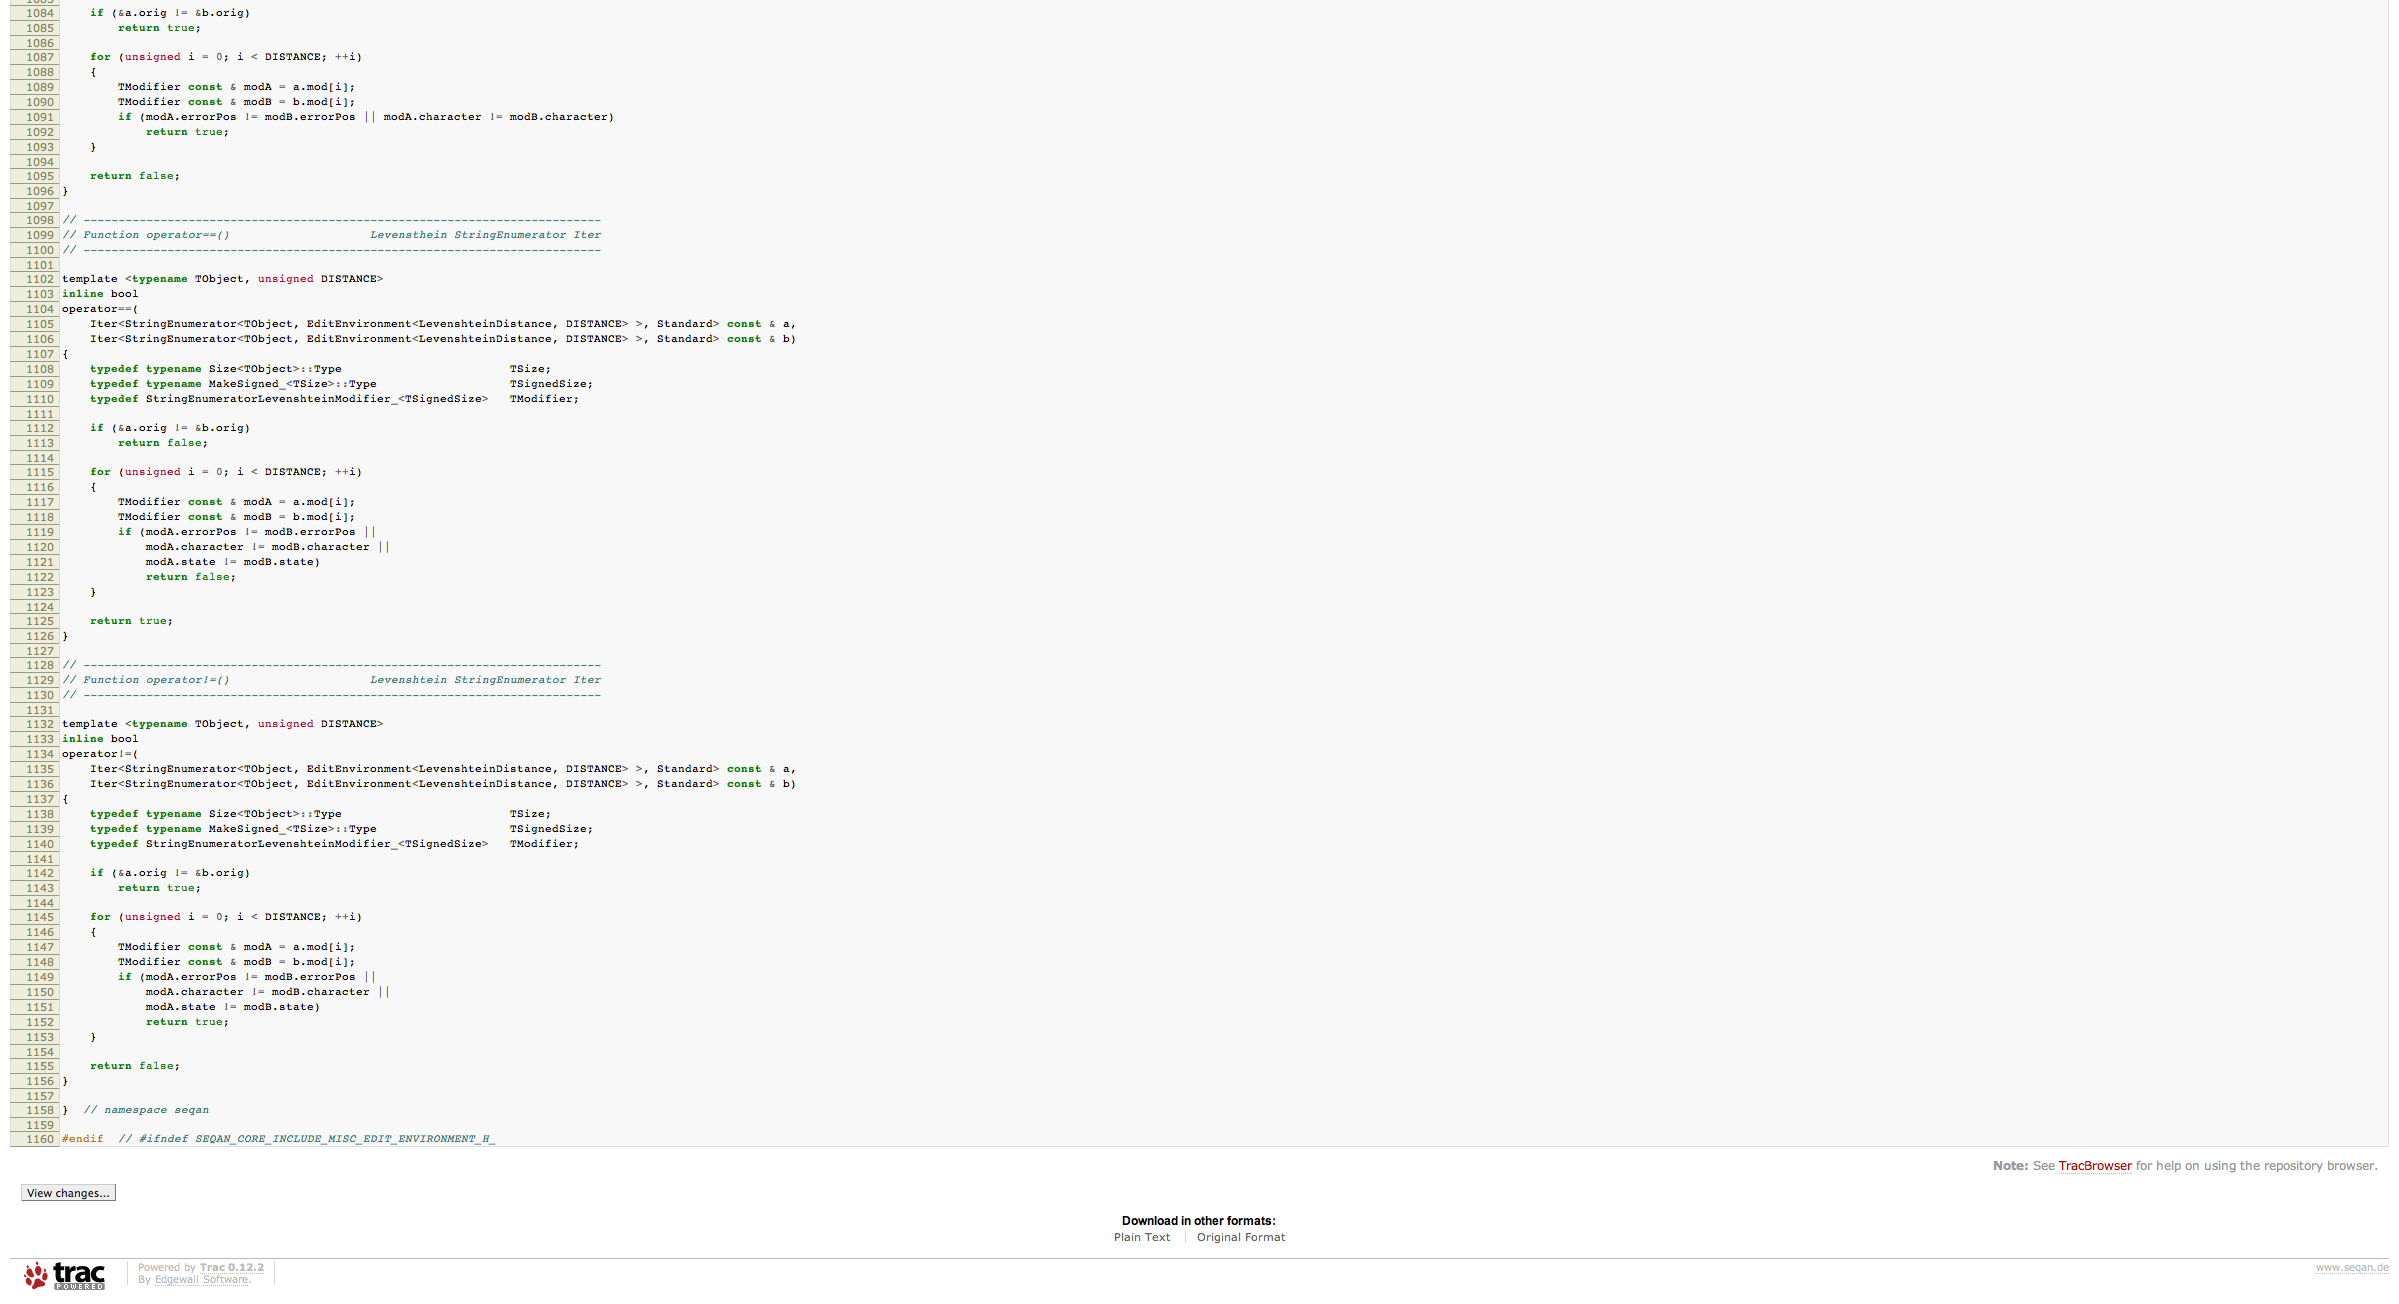 1083
1084     if (&a.orig != &b.orig)
1085         return true;
1086
1087     for (unsigned i = 0; i < DISTANCE; ++i)
1088     {
1089         TModifier const & modA = a.mod[i];
1090         TModifier const & modB = b.mod[i];
1091         if (modA.errorPos != modB.errorPos || modA.character != modB.character)
1092             return true;
1093     }
1094
1095     return false;
1096 }
1097
1098 // --------------------------------------------------------------------------
1099 // Function operator==()                    Levensthein StringEnumerator Iter
1100 // --------------------------------------------------------------------------
1101
1102 template <typename TObject, unsigned DISTANCE>
1103 inline bool
1104 operator==(
1105     Iter<StringEnumerator<TObject, EditEnvironment<LevenshteinDistance, DISTANCE> >, Standard> const & a,
1106     Iter<StringEnumerator<TObject, EditEnvironment<LevenshteinDistance, DISTANCE> >, Standard> const & b)
1107 {
1108     typedef typename Size<TObject>::Type                        TSize;
1109     typedef typename MakeSigned_<TSize>::Type                   TSignedSize;
1110     typedef StringEnumeratorLevenshteinModifier_<TSignedSize>   TModifier;
1111
1112     if (&a.orig != &b.orig)
1113         return false;
1114
1115     for (unsigned i = 0; i < DISTANCE; ++i)
1116     {
1117         TModifier const & modA = a.mod[i];
1118         TModifier const & modB = b.mod[i];
1119         if (modA.errorPos != modB.errorPos ||
1120             modA.character != modB.character ||
1121             modA.state != modB.state)
1122             return false;
1123     }
1124
1125     return true;
1126 }
1127
1128 // --------------------------------------------------------------------------
1129 // Function operator!=()                    Levenshtein StringEnumerator Iter
1130 // --------------------------------------------------------------------------
1131
1132 template <typename TObject, unsigned DISTANCE>
1133 inline bool
1134 operator!=(
1135     Iter<StringEnumerator<TObject, EditEnvironment<LevenshteinDistance, DISTANCE> >, Standard> const & a,
1136     Iter<StringEnumerator<TObject, EditEnvironment<LevenshteinDistance, DISTANCE> >, Standard> const & b)
1137 {
1138     typedef typename Size<TObject>::Type                        TSize;
1139     typedef typename MakeSigned_<TSize>::Type                   TSignedSize;
1140     typedef StringEnumeratorLevenshteinModifier_<TSignedSize>   TModifier;
1141
1142     if (&a.orig != &b.orig)
1143         return true;
1144
1145     for (unsigned i = 0; i < DISTANCE; ++i)
1146     {
1147         TModifier const & modA = a.mod[i];
1148         TModifier const & modB = b.mod[i];
1149         if (modA.errorPos != modB.errorPos ||
1150             modA.character != modB.character ||
1151             modA.state != modB.state)
1152             return true;
1153     }
1154
1155     return false;
1156 }
1157
1158 }  // namespace seqan
1159
1160 #endif  // #ifndef SEQAN_CORE_INCLUDE_MISC_EDIT_ENVIRONMENT_H_
Note: See TracBrowser for help on using the repository browser.
View changes...
Download in other formats:
Plain Text
Original Format
trac
POWERED
Powered by Trac 0.12.2
By Edgewall Software.
www.seqan.de